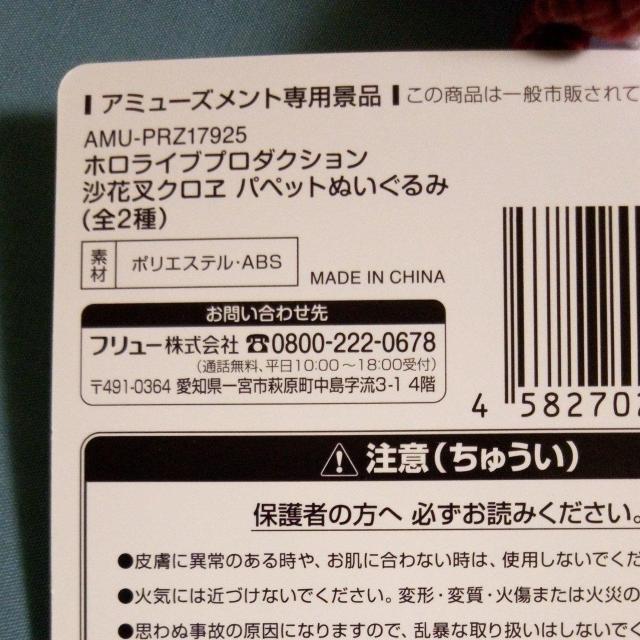 アミューズメント専用景品 この商品は一般市販されて
AMU-PRZ17925
ホロライブプロダクション
沙花叉クロヱ パペットぬいぐるみ
(全2種)
素材 ポリエステル・ABS
MADE IN CHINA
お問い合わせ先
フリュー株式会社 ☎0800-222-0678
(通話無料、平日10:00~18:00受付)
〒491-0364 愛知県一宮市萩原町中島字流3-1 4階
4 582702
⚠ 注意(ちゅうい)
保護者の方へ 必ずお読みください。
●皮膚に異常のある時や、お肌に合わない時は、使用しないでくだ
●火気には近づけないでください。変形・変質・火傷または火災の
●思わぬ事故の原因になりますので、乱暴な取り扱いはしないでく